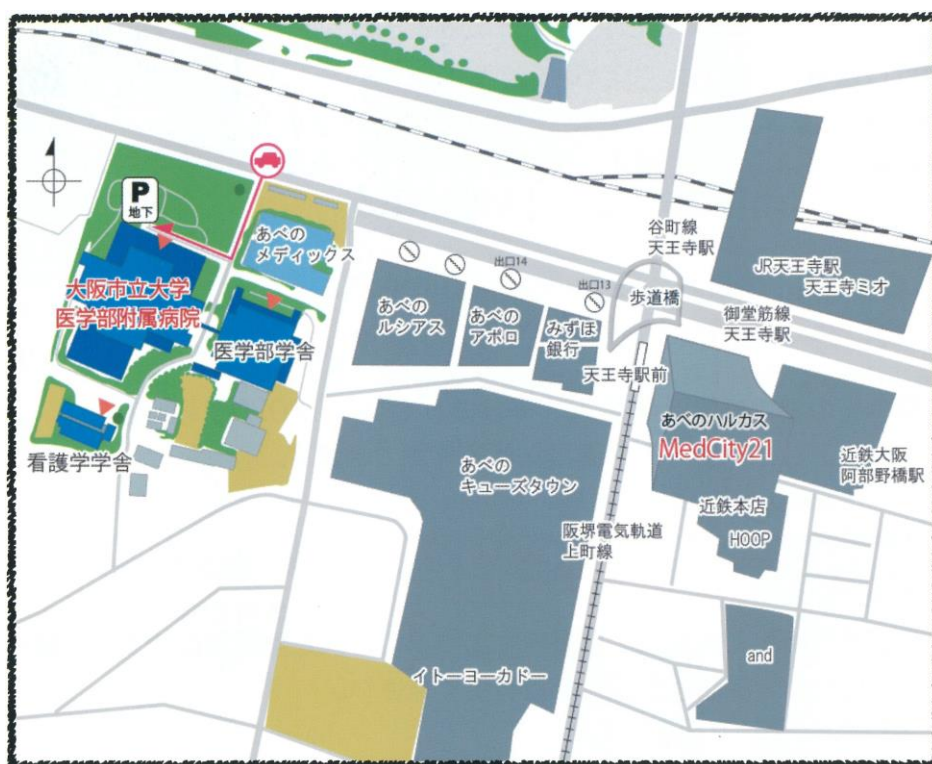 P
地下
あべの
メディックス
大阪市立大学
医学部附属病院
医学部学舎
看護学学舎
出口14
出口13
あべの
ルシアス
あべの
アポロ
みずほ
銀行
谷町線
天王寺駅
歩道橋
JR天王寺駅
天王寺ミオ
御堂筋線
天王寺駅
天王寺駅前
あべのハルカス
MedCity21
近鉄大阪
阿部野橋駅
近鉄本店
HOOP
あべの
キューズタウン
阪堺電気軌道
上町線
and
イトーヨーカドー